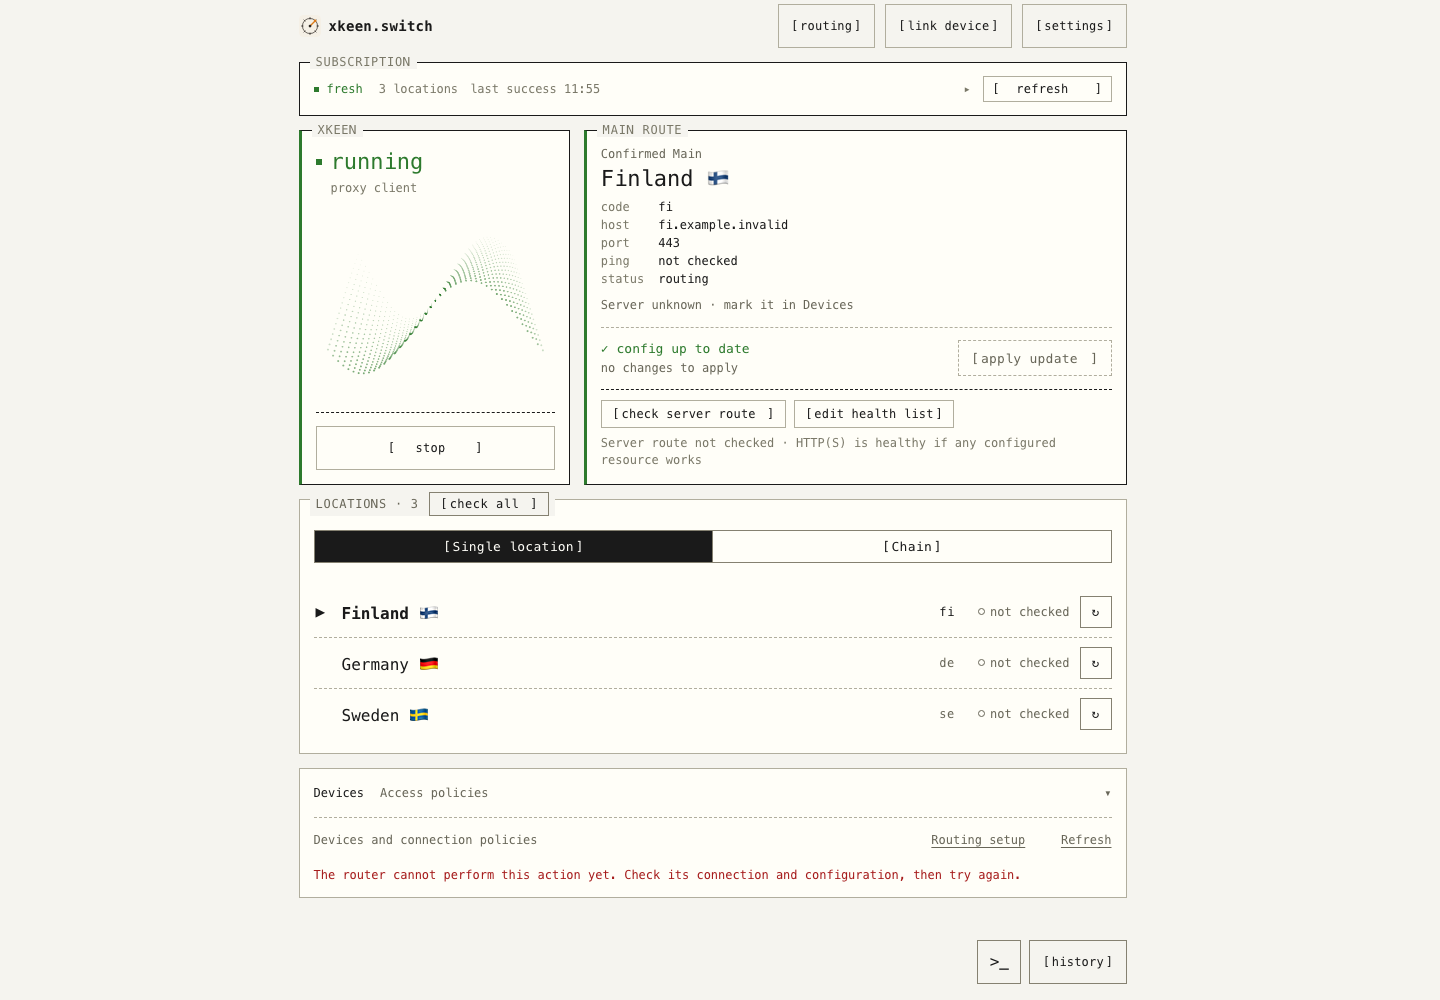 xkeen.switch
[routing] [link device] [settings]
SUBSCRIPTION
fresh 3 locations last success 11:55 ▸ [ refresh ]
XKEEN
running
proxy client
[ stop ]
MAIN ROUTE
Confirmed Main
Finland 🇫🇮
code fi
host fi.example.invalid
port 443
ping not checked
status routing
Server unknown · mark it in Devices
✓ config up to date
no changes to apply
[apply update ]
[check server route ] [edit health list]
Server route not checked · HTTP(S) is healthy if any configured
resource works
LOCATIONS · 3 [check all ]
[Single location] [Chain]
▶ Finland 🇫🇮 fi ○ not checked ↻
Germany 🇩🇪 de ○ not checked ↻
Sweden 🇸🇪 se ○ not checked ↻
Devices Access policies ▾
Devices and connection policies Routing setup Refresh
The router cannot perform this action yet. Check its connection and configuration, then try again.
>_ [history]